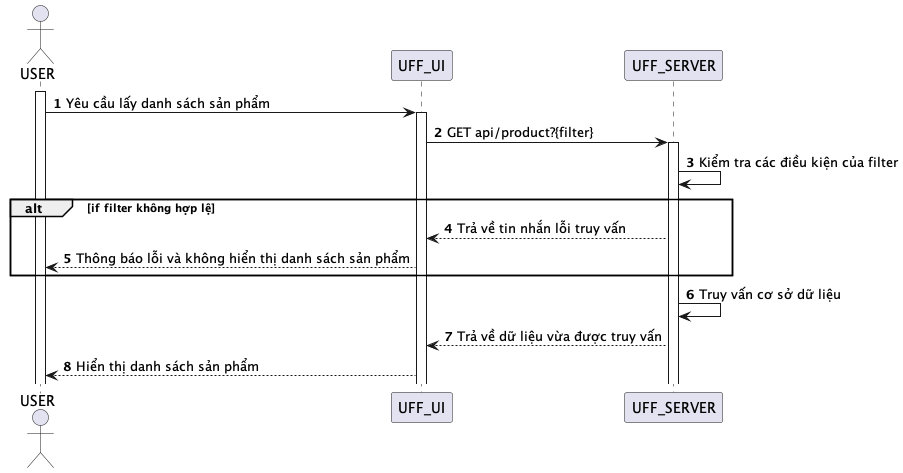 USER
UFF_UI
UFF_SERVER
1 Yêu cầu lấy danh sách sản phẩm
2 GET api/product?{filter}
3 Kiểm tra các điều kiện của filter
alt [if filter không hợp lệ]
4 Trả về tin nhắn lỗi truy vấn
5 Thông báo lỗi và không hiển thị danh sách sản phẩm
6 Truy vấn cơ sở dữ liệu
7 Trả về dữ liệu vừa được truy vấn
8 Hiển thị danh sách sản phẩm
USER
UFF_UI
UFF_SERVER